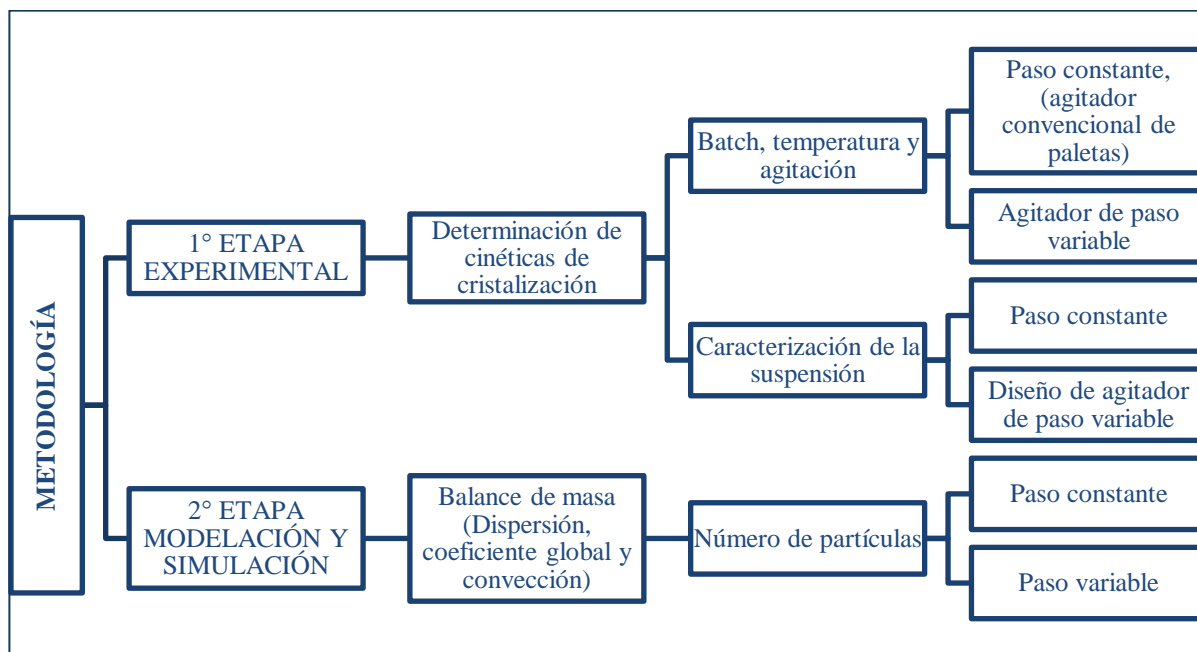 METODOLOGÍA
1° ETAPA
EXPERIMENTAL
Determinación de
cinéticas de
cristalización
Batch, temperatura y
agitación
Paso constante,
(agitador
convencional de
paletas)
Agitador de paso
variable
Caracterización de la
suspensión
Paso constante
Diseño de agitador
de paso variable
2° ETAPA
MODELACIÓN Y
SIMULACIÓN
Balance de masa
(Dispersión,
coeficiente global y
convección)
Número de partículas
Paso constante
Paso variable